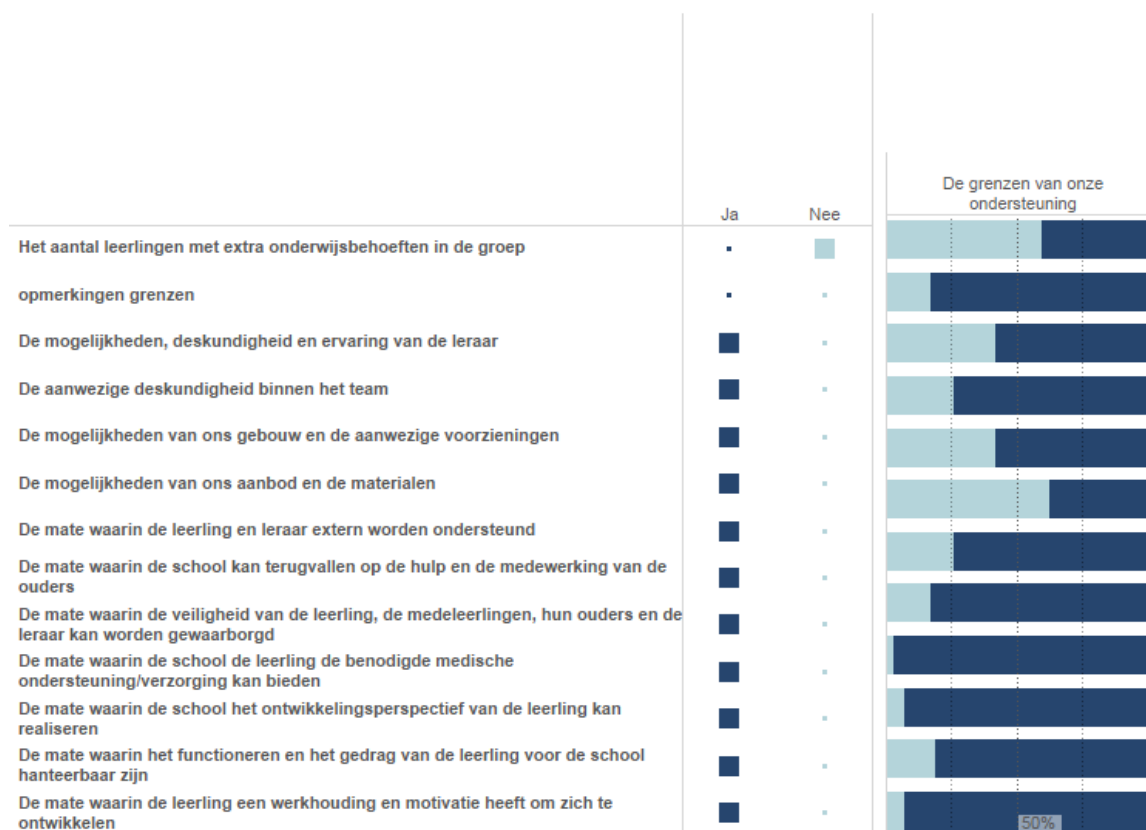 De grenzen van onze
ondersteuning
Ja Nee
Het aantal leerlingen met extra onderwijsbehoeften in de groep
opmerkingen grenzen
De mogelijkheden, deskundigheid en ervaring van de leraar
De aanwezige deskundigheid binnen het team
De mogelijkheden van ons gebouw en de aanwezige voorzieningen
De mogelijkheden van ons aanbod en de materialen
De mate waarin de leerling en leraar extern worden ondersteund
De mate waarin de school kan terugvallen op de hulp en de medewerking van de
ouders
De mate waarin de veiligheid van de leerling, de medeleerlingen, hun ouders en de
leraar kan worden gewaarborgd
De mate waarin de school de leerling de benodigde medische
ondersteuning/verzorging kan bieden
De mate waarin de school het ontwikkelingsperspectief van de leerling kan
realiseren
De mate waarin het functioneren en het gedrag van de leerling voor de school
hanteerbaar zijn
De mate waarin de leerling een werkhouding en motivatie heeft om zich te
ontwikkelen
50%